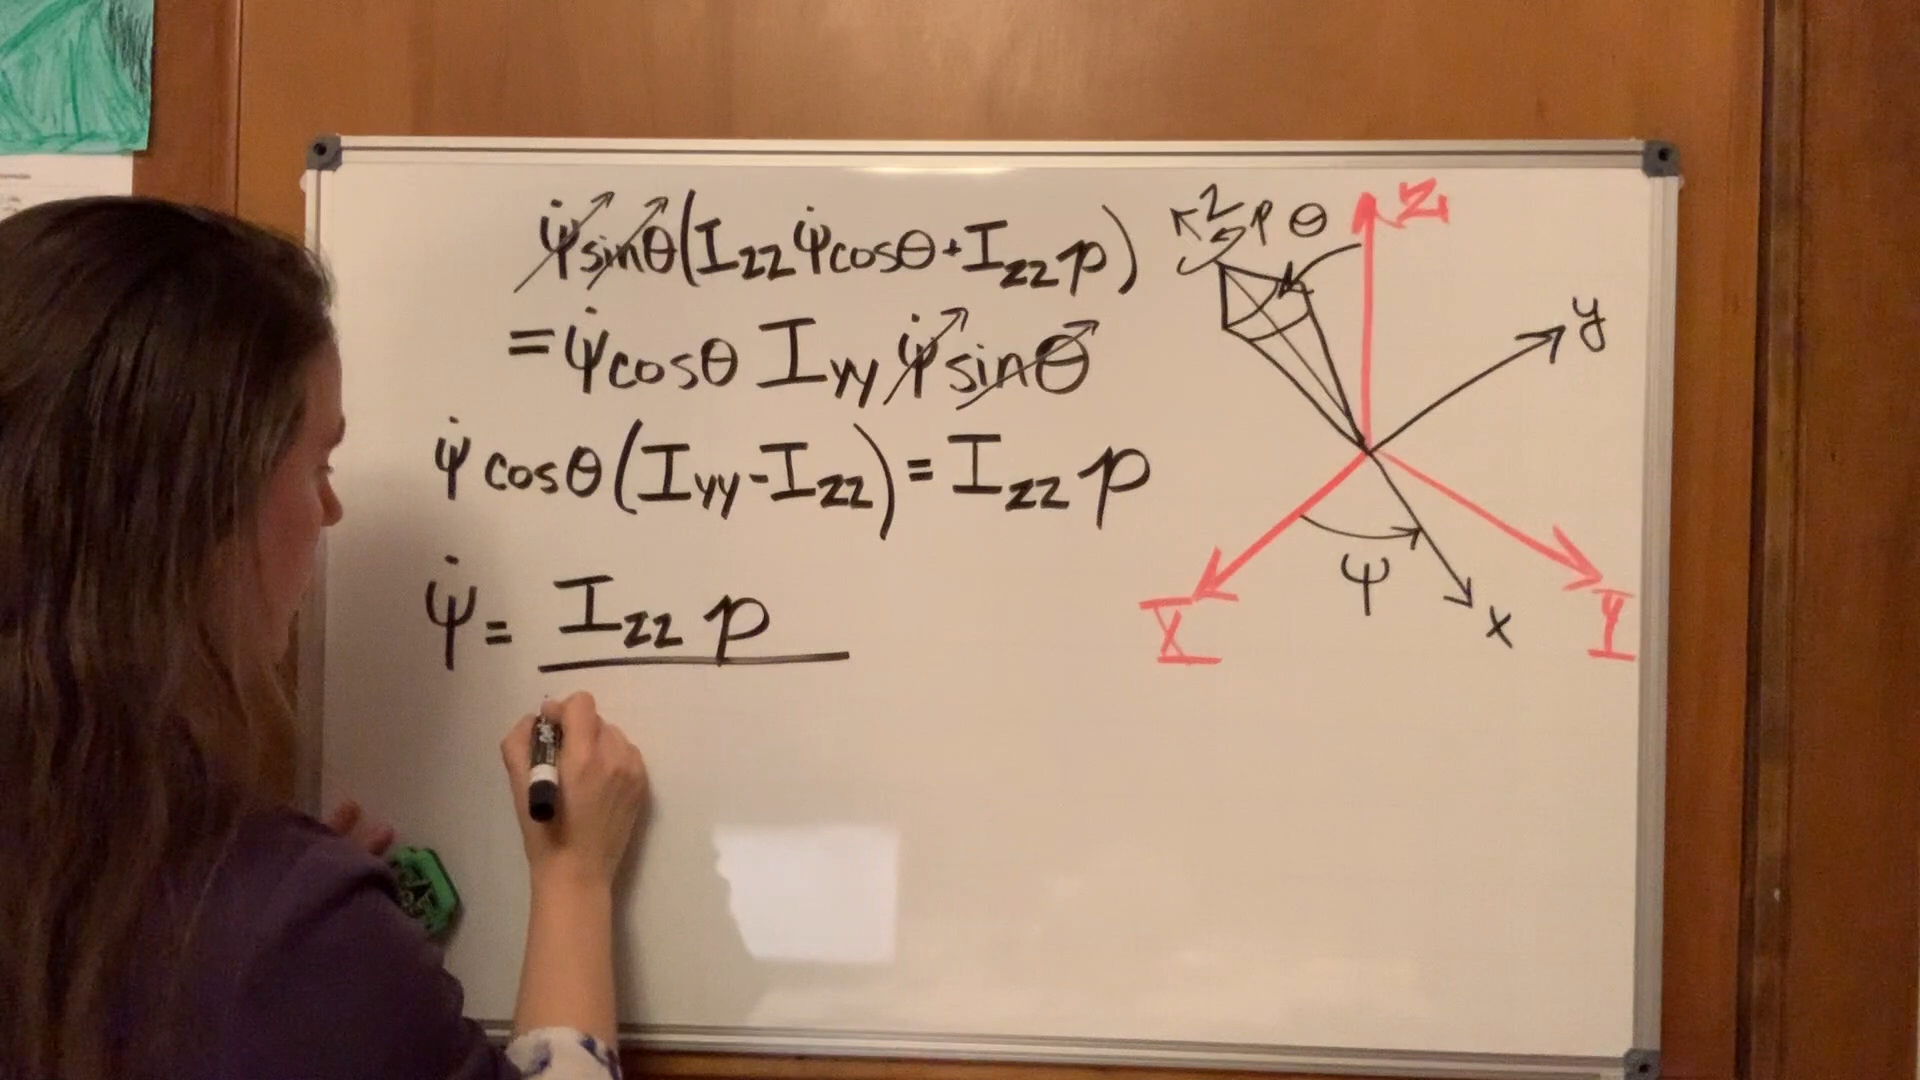 ψ̇ sinθ(Izz ψ̇ cosθ + Izz p)
= ψ̇ cosθ Iyy ψ̇ sinθ
ψ̇ cosθ(Iyy - Izz) = Izz p
ψ̇ = Izz p
z
p
θ
Z
y
ψ
x
X
Y